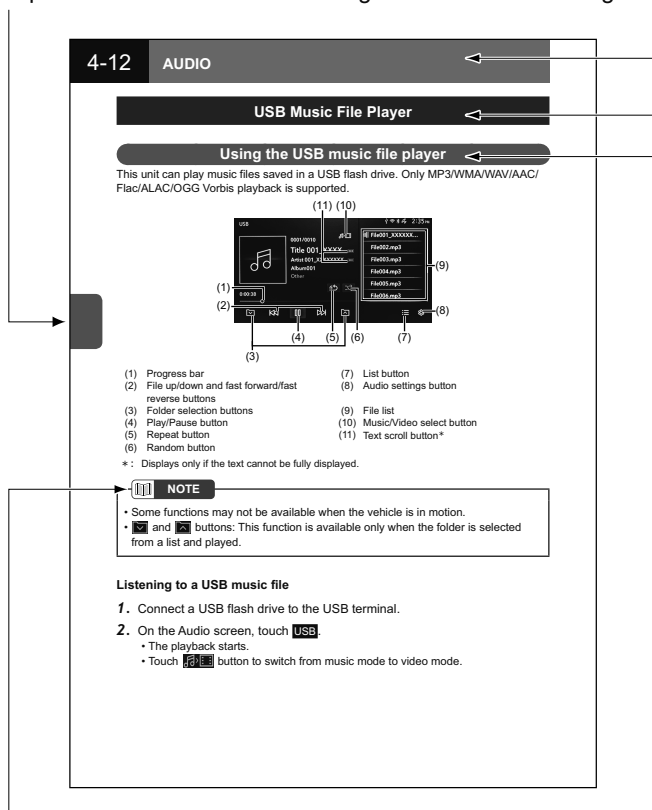 4-12 AUDIO
USB Music File Player
Using the USB music file player
This unit can play music files saved in a USB flash drive. Only MP3/WMA/WAV/AAC/
Flac/ALAC/OGG Vorbis playback is supported.
(11) (10)
USB
2:35PM
0001/0010
Title 001_XXXXX
Artist 001_XXXXXXX
Album001
Other
File001_XXXXXX...
File002.mp3
File003.mp3
File004.mp3
File005.mp3
File006.mp3
(9)
(1)
0:00:38
(2)
(8)
(4)
(5)
(6)
(7)
(3)
(1) Progress bar
(2) File up/down and fast forward/fast
reverse buttons
(3) Folder selection buttons
(4) Play/Pause button
(5) Repeat button
(6) Random button
(7) List button
(8) Audio settings button
(9) File list
(10) Music/Video select button
(11) Text scroll button*
*: Displays only if the text cannot be fully displayed.
NOTE
• Some functions may not be available when the vehicle is in motion.
• and buttons: This function is available only when the folder is selected
from a list and played.
Listening to a USB music file
1. Connect a USB flash drive to the USB terminal.
2. On the Audio screen, touch USB.
• The playback starts.
• Touch button to switch from music mode to video mode.